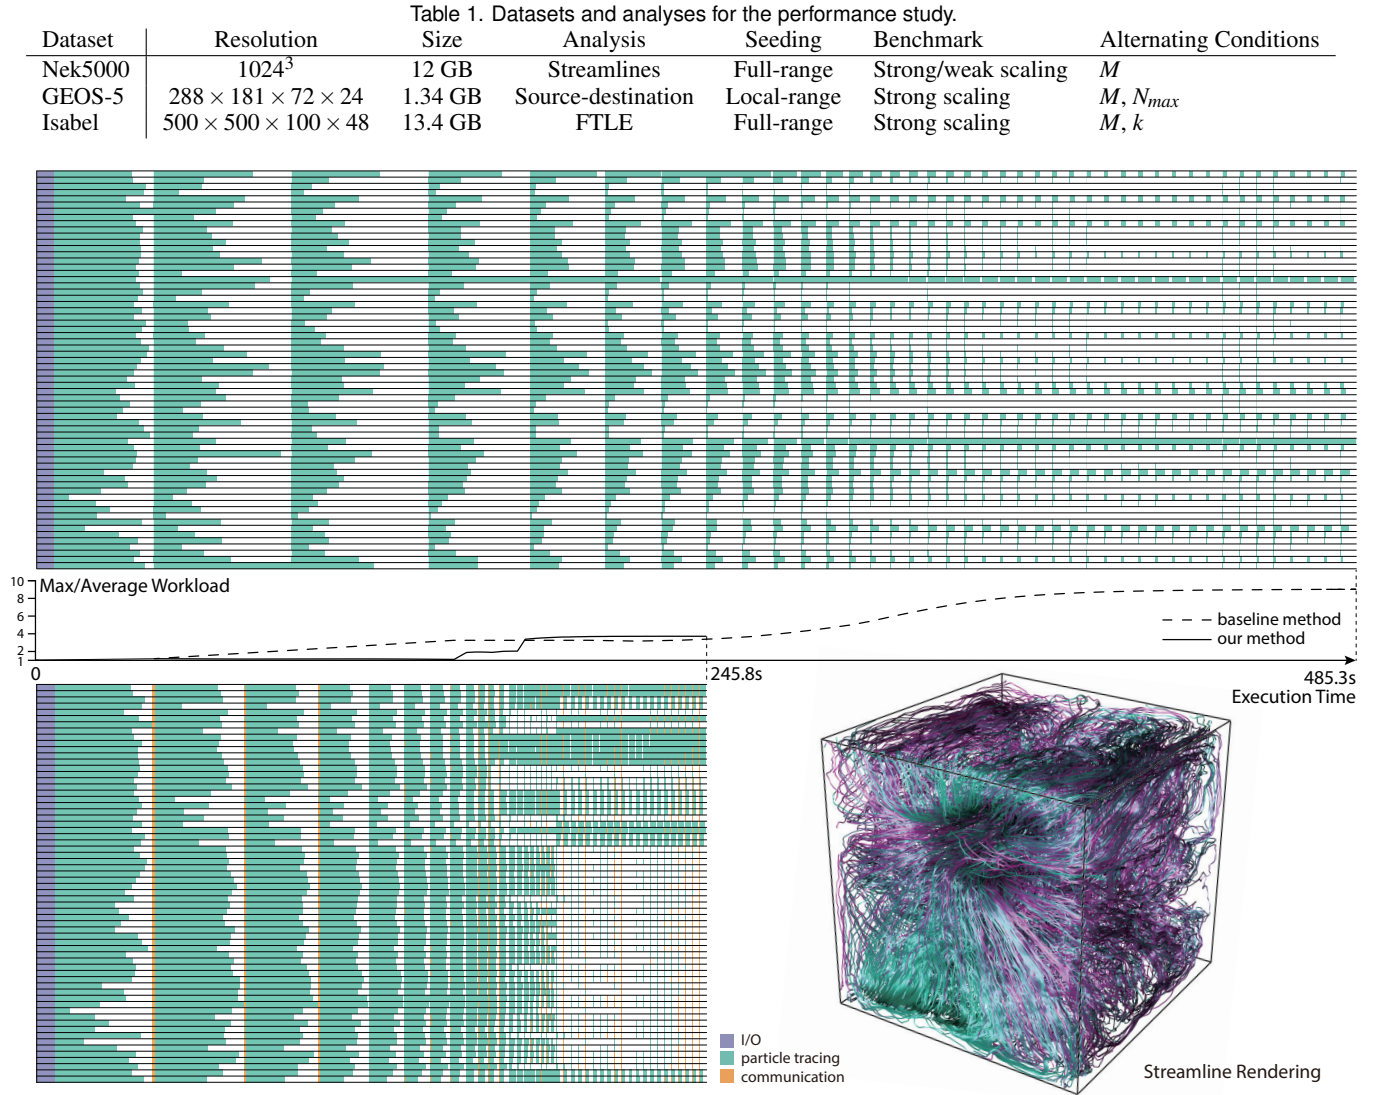 Table 1. Datasets and analyses for the performance study.
Dataset Resolution Size Analysis Seeding Benchmark Alternating Conditions
Nek5000 1024³ 12 GB Streamlines Full-range Strong/weak scaling M
GEOS-5 288 × 181 × 72 × 24 1.34 GB Source-destination Local-range Strong scaling M, Nmax
Isabel 500 × 500 × 100 × 48 13.4 GB FTLE Full-range Strong scaling M, k
10
8
6
4
2
1
Max/Average Workload
baseline method
our method
0
245.8s
485.3s
Execution Time
I/O
particle tracing
communication
Streamline Rendering